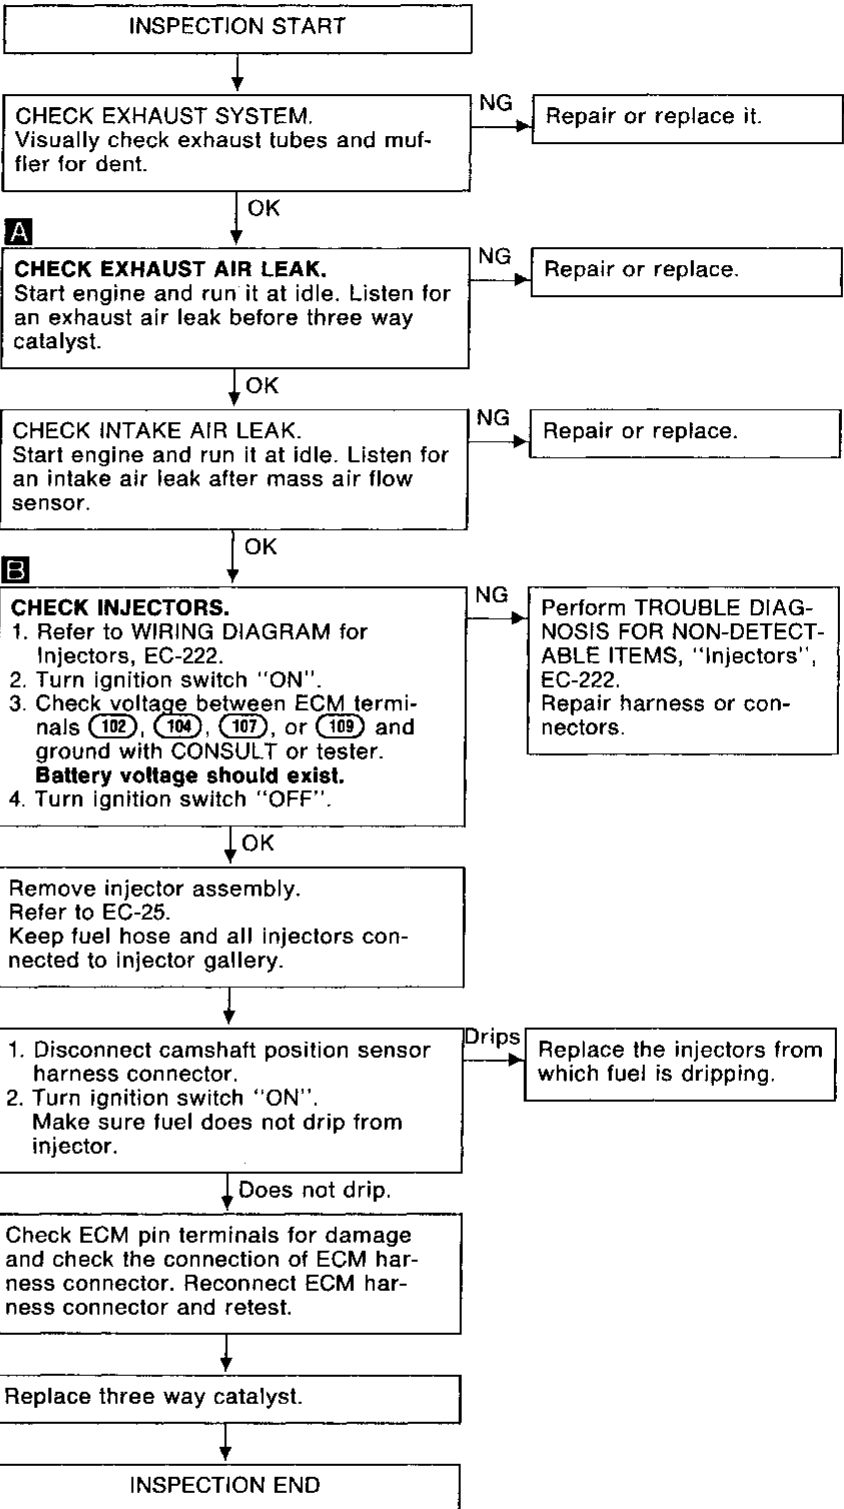 INSPECTION START
CHECK EXHAUST SYSTEM.
Visually check exhaust tubes and muf-
fler for dent.
NG
Repair or replace it.
OK
A
CHECK EXHAUST AIR LEAK.
Start engine and run it at idle. Listen for
an exhaust air leak before three way
catalyst.
NG
Repair or replace.
OK
CHECK INTAKE AIR LEAK.
Start engine and run it at idle. Listen for
an intake air leak after mass air flow
sensor.
NG
Repair or replace.
OK
B
CHECK INJECTORS.
1. Refer to WIRING DIAGRAM for
Injectors, EC-222.
2. Turn ignition switch "ON".
3. Check voltage between ECM termi-
nals 102, 104, 107, or 109 and
ground with CONSULT or tester.
Battery voltage should exist.
4. Turn ignition switch "OFF".
NG
Perform TROUBLE DIAG-
NOSIS FOR NON-DETECT-
ABLE ITEMS, "Injectors",
EC-222.
Repair harness or con-
nectors.
OK
Remove injector assembly.
Refer to EC-25.
Keep fuel hose and all injectors con-
nected to injector gallery.
1. Disconnect camshaft position sensor
harness connector.
2. Turn ignition switch "ON".
Make sure fuel does not drip from
injector.
Drips
Replace the injectors from
which fuel is dripping.
Does not drip.
Check ECM pin terminals for damage
and check the connection of ECM har-
ness connector. Reconnect ECM har-
ness connector and retest.
Replace three way catalyst.
INSPECTION END